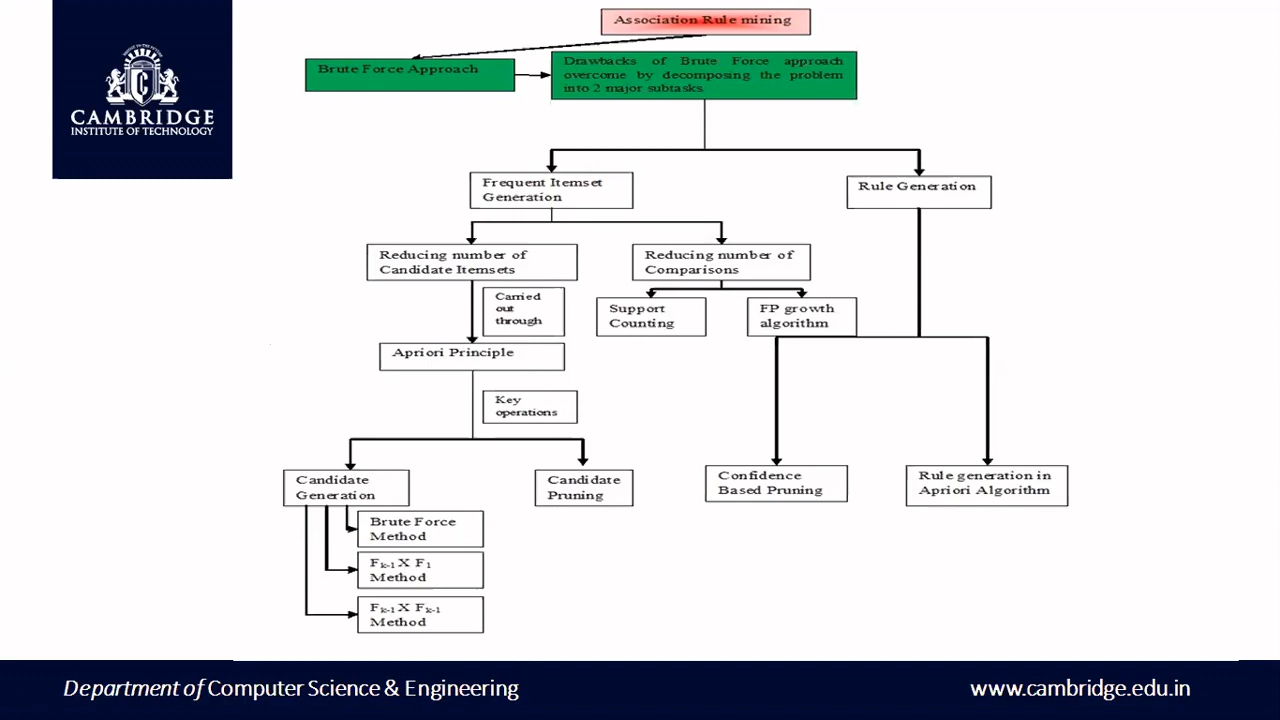 Association Rule mining
CAMBRIDGE
INSTITUTE OF TECHNOLOGY
Brute Force Approach
Drawbacks of Brute Force approach
overcome by decomposing the problem
into 2 major subtasks.
Frequent Itemset
Generation
Rule Generation
Reducing number of
Candidate Itemsets
Reducing number of
Comparisons
Carried
out
through
Support
Counting
FP growth
algorithm
Apriori Principle
Key
operations
Candidate
Generation
Candidate
Pruning
Confidence
Based Pruning
Rule generation in
Apriori Algorithm
Brute Force
Method
Fk-1 X F1
Method
Fk-1 X Fk-1
Method
Department of Computer Science & Engineering
www.cambridge.edu.in